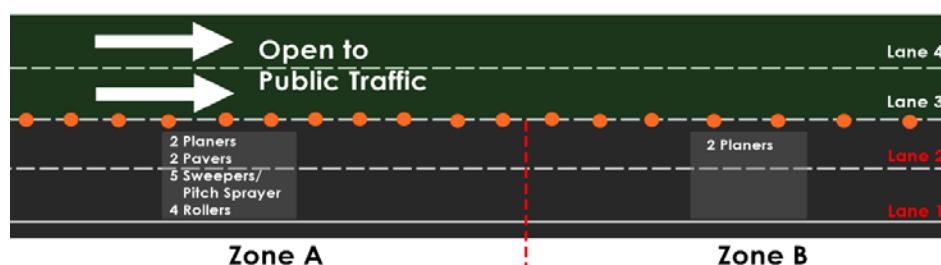 Open to
Public Traffic
Lane 4
Lane 3
2 Planers
2 Pavers
5 Sweepers/
Pitch Sprayer
4 Rollers
2 Planers
Lane 2
Lane 1
Zone A
Zone B